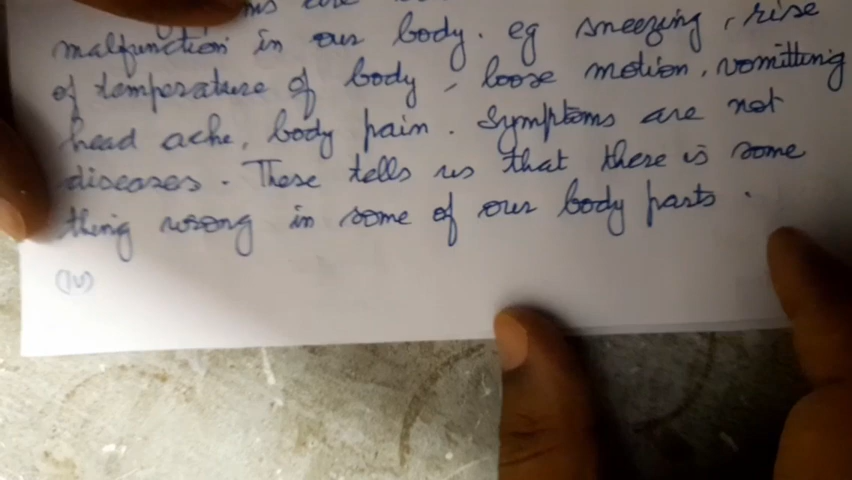 malfunction in our body. eg sneezing, rise
of temperature of body, loose motion, vomitting
head ache, body pain. Symptoms are not
diseases. These tells us that there is some
thing wrong in some of our body parts.
(IV)